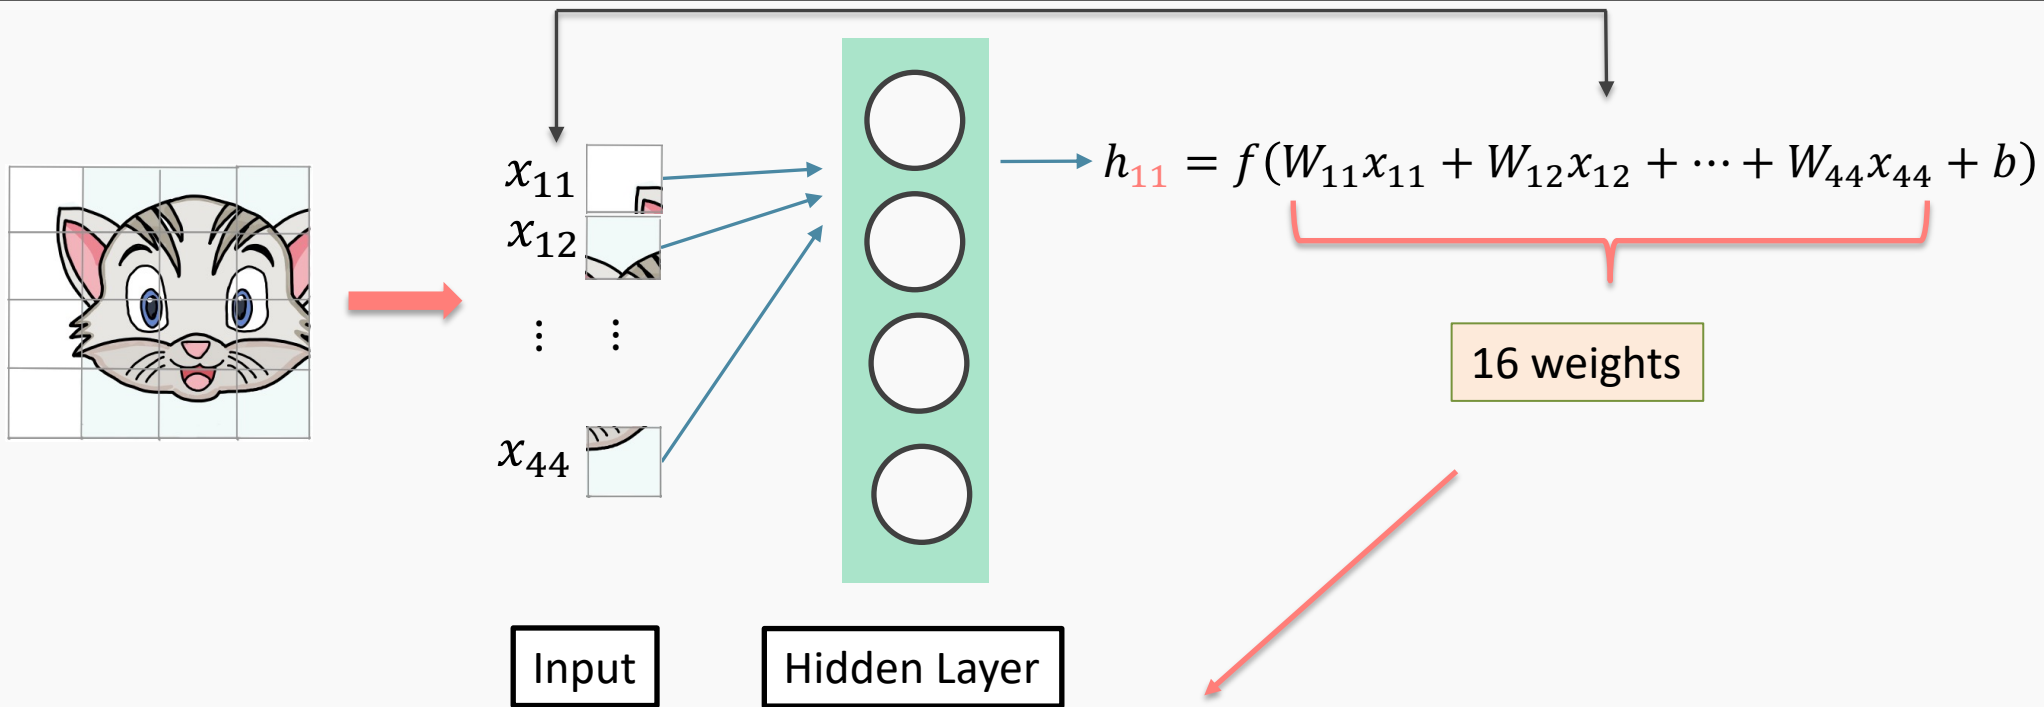 x₁₁
x₁₂
⋮ ⋮
x₄₄
h₁₁ = f(W₁₁x₁₁ + W₁₂x₁₂ + ⋯ + W₄₄x₄₄ + b)
16 weights
Input
Hidden Layer